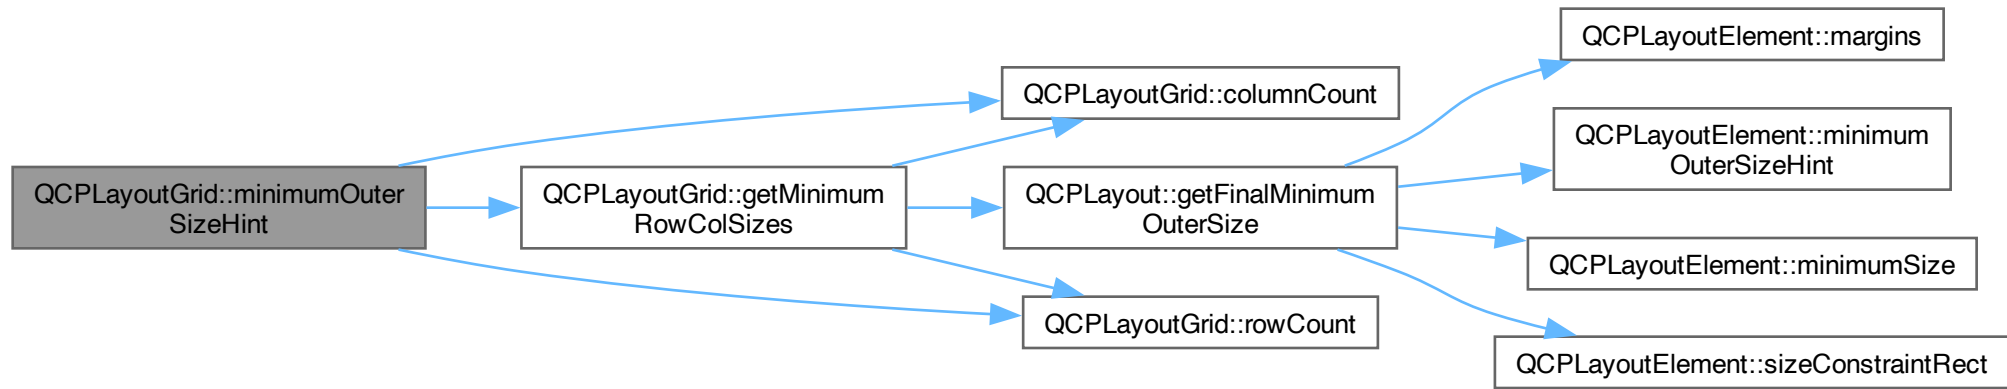 QCPLayoutGrid::minimumOuter
SizeHint
QCPLayoutGrid::getMinimum
RowColSizes
QCPLayoutGrid::columnCount
QCPLayout::getFinalMinimum
OuterSize
QCPLayoutGrid::rowCount
QCPLayoutElement::margins
QCPLayoutElement::minimum
OuterSizeHint
QCPLayoutElement::minimumSize
QCPLayoutElement::sizeConstraintRect